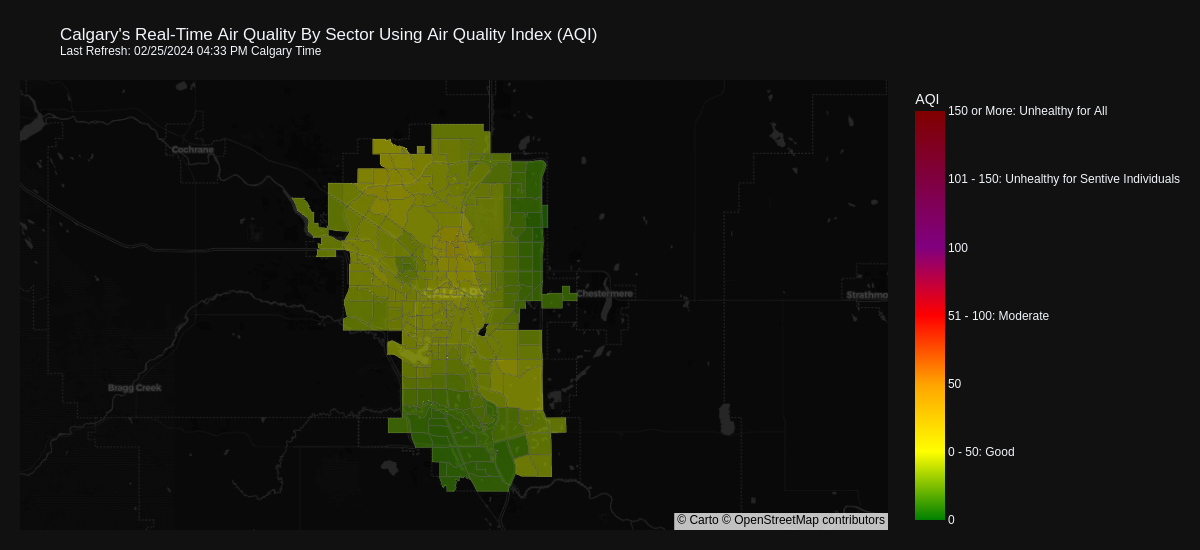 Calgary's Real-Time Air Quality By Sector Using Air Quality Index (AQI)
Last Refresh: 02/25/2024 04:33 PM Calgary Time
AQI
150 or More: Unhealthy for All
101 - 150: Unhealthy for Sentive Individuals
100
51 - 100: Moderate
50
0 - 50: Good
0
Cochrane
Chestermere
Strathmo
Bragg Creek
© Carto © OpenStreetMap contributors